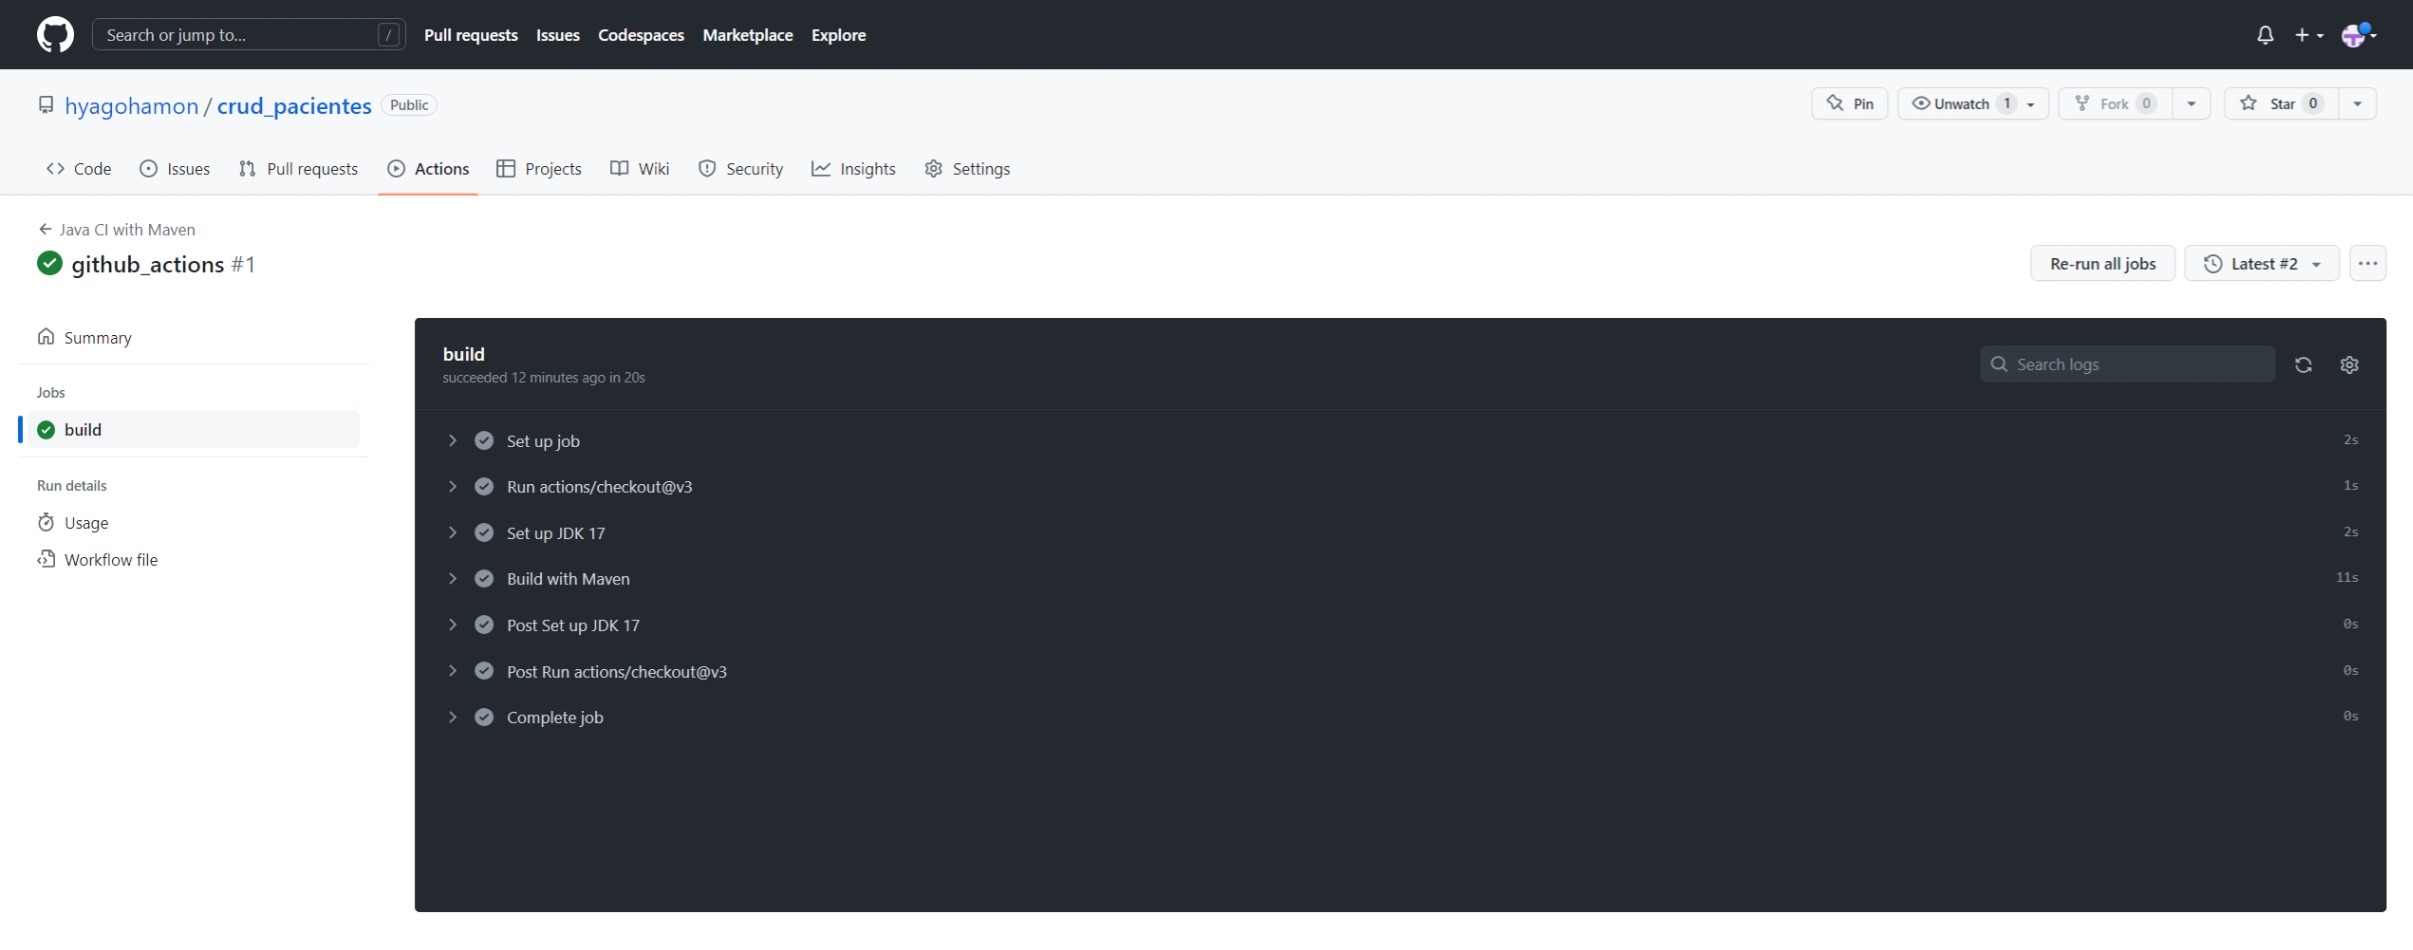 Search or jump to... /
Pull requests Issues Codespaces Marketplace Explore
hyagohamon / crud_pacientes Public
Pin Unwatch 1 Fork 0 Star 0
Code Issues Pull requests Actions Projects Wiki Security Insights Settings
Java CI with Maven
github_actions #1
Re-run all jobs Latest #2
Summary
Jobs
build
Run details
Usage
Workflow file
build
succeeded 12 minutes ago in 20s
Search logs
Set up job 2s
Run actions/checkout@v3 1s
Set up JDK 17 2s
Build with Maven 11s
Post Set up JDK 17 0s
Post Run actions/checkout@v3 0s
Complete job 0s